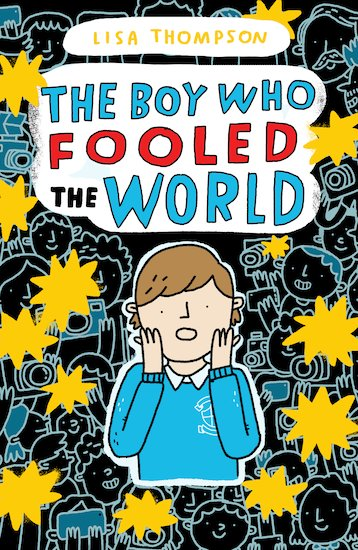 LISA THOMPSON
THE BOY WHO
FOOLED
THE WORLD